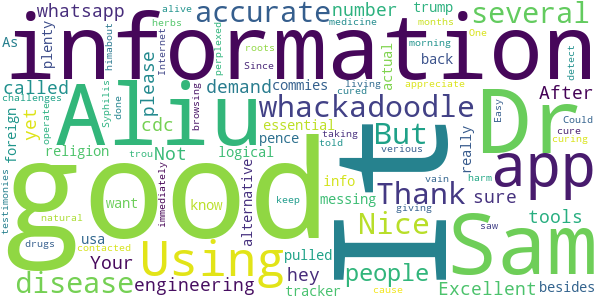 whatsapp plenty herbs alive months medicine accurate number trump several
As please One perplexed himabout Internet morning
information
called foreign yet challenges operate done Syphilis browsing demand commies actual roots Since living cured back appreciate After detect Easy Could cure
Aliu whackadoodle Dr
religion cdc Not logical pence essential taking told really verious curing
good It But app
testimonies immediately want know info keep messing vain giving Thank sure harm tools
Using Nice Sam
natural usa alternative trou hey pulled people saw
disease drugs contacted Your engineering tracker cause Excellent besides